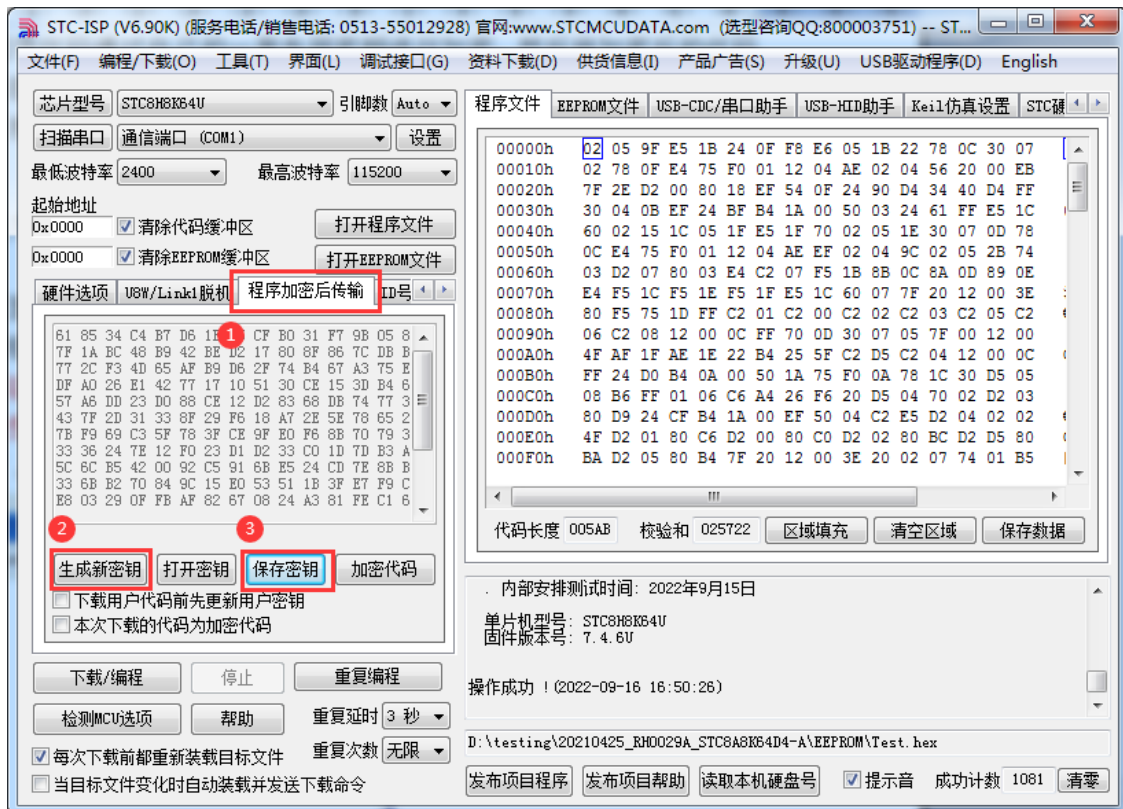 STC-ISP (V6.90K) (服务电话/销售电话: 0513-55012928) 官网:www.STCMCUDATA.com (选型咨询QQ:800003751) -- ST...
文件(F) 编程/下载(O) 工具(T) 界面(L) 调试接口(G) 资料下载(D) 供货信息(I) 产品广告(S) 升级(U) USB驱动程序(D) English
芯片型号 STC8H8K64U 引脚数 Auto
扫描串口 通信端口 (COM1) 设置
最低波特率 2400 最高波特率 115200
起始地址
0x0000 清除代码缓冲区 打开程序文件
0x0000 清除EEPROM缓冲区 打开EEPROM文件
硬件选项 U8W/Link1脱机 程序加密后传输 ID号
1
61 85 34 C4 B7 D6 CF B0 31 F7 9B 05 8
7F 1A BC 48 B9 42 BE D2 17 80 8F 86 7C DB B
77 2C F3 4D 65 AF B9 D6 2F 74 B4 67 A3 75 E
DF A0 26 E1 42 77 17 10 51 30 CE 15 3D B4 6
57 A6 DD 23 D0 88 CE 12 D2 83 68 DB 74 77 3
43 7F 2D 31 33 8F 29 F6 18 A7 2E 5E 78 65 2
7B F9 69 C3 5F 78 3F CE 9F E0 F6 8B 70 79 3
33 36 24 7E 12 F0 23 D1 D2 33 C0 1D 7D B3 A
5C 6C B5 42 00 92 C5 91 6B E5 24 CD 7E 8B B
33 6B B2 70 84 9C 15 E0 53 51 1B 3F E7 F9 C
E8 03 29 0F FB AF 82 67 08 24 A3 81 FE C1 6
2 3
生成新密钥 打开密钥 保存密钥 加密代码
下载用户代码前先更新用户密钥
本次下载的代码为加密代码
下载/编程 停止 重复编程
检测MCU选项 帮助 重复延时 3 秒
每次下载前都重新装载目标文件 重复次数 无限
当目标文件变化时自动装载并发送下载命令
程序文件 EEPROM文件 USB-CDC/串口助手 USB-HID助手 Keil仿真设置 STC硬
00000h 02 05 9F E5 1B 24 0F F8 E6 05 1B 22 78 0C 30 07
00010h 02 78 0F E4 75 F0 01 12 04 AE 02 04 56 20 00 EB
00020h 7F 2E D2 00 80 18 EF 54 0F 24 90 D4 34 40 D4 FF
00030h 30 04 0B EF 24 BF B4 1A 00 50 03 24 61 FF E5 1C
00040h 60 02 15 1C 05 1F E5 1F 70 02 05 1E 30 07 0D 78
00050h 0C E4 75 F0 01 12 04 AE EF 02 04 9C 02 05 2B 74
00060h 03 D2 07 80 03 E4 C2 07 F5 1B 8B 0C 8A 0D 89 0E
00070h E4 F5 1C F5 1E F5 1F E5 1C 60 07 7F 20 12 00 3E
00080h 80 F5 75 1D FF C2 01 C2 00 C2 02 C2 03 C2 05 C2
00090h 06 C2 08 12 00 0C FF 70 0D 30 07 05 7F 00 12 00
000A0h 4F AF 1F AE 1E 22 B4 25 5F C2 D5 C2 04 12 00 0C
000B0h FF 24 D0 B4 0A 00 50 1A 75 F0 0A 78 1C 30 D5 05
000C0h 08 B6 FF 01 06 C6 A4 26 F6 20 D5 04 70 02 D2 03
000D0h 80 D9 24 CF B4 1A 00 EF 50 04 C2 E5 D2 04 02 02
000E0h 4F D2 01 80 C6 D2 00 80 C0 D2 02 80 BC D2 D5 80
000F0h BA D2 05 80 B4 7F 20 12 00 3E 20 02 07 74 01 B5
代码长度 005AB 校验和 025722 区域填充 清空区域 保存数据
. 内部安排测试时间: 2022年9月15日
单片机型号: STC8H8K64U
固件版本号: 7.4.6U
操作成功 !(2022-09-16 16:50:26)
D:\testing\20210425_RH0029A_STC8A8K64D4-A\EEPROM\Test.hex
发布项目程序 发布项目帮助 读取本机硬盘号 提示音 成功计数 1081 清零